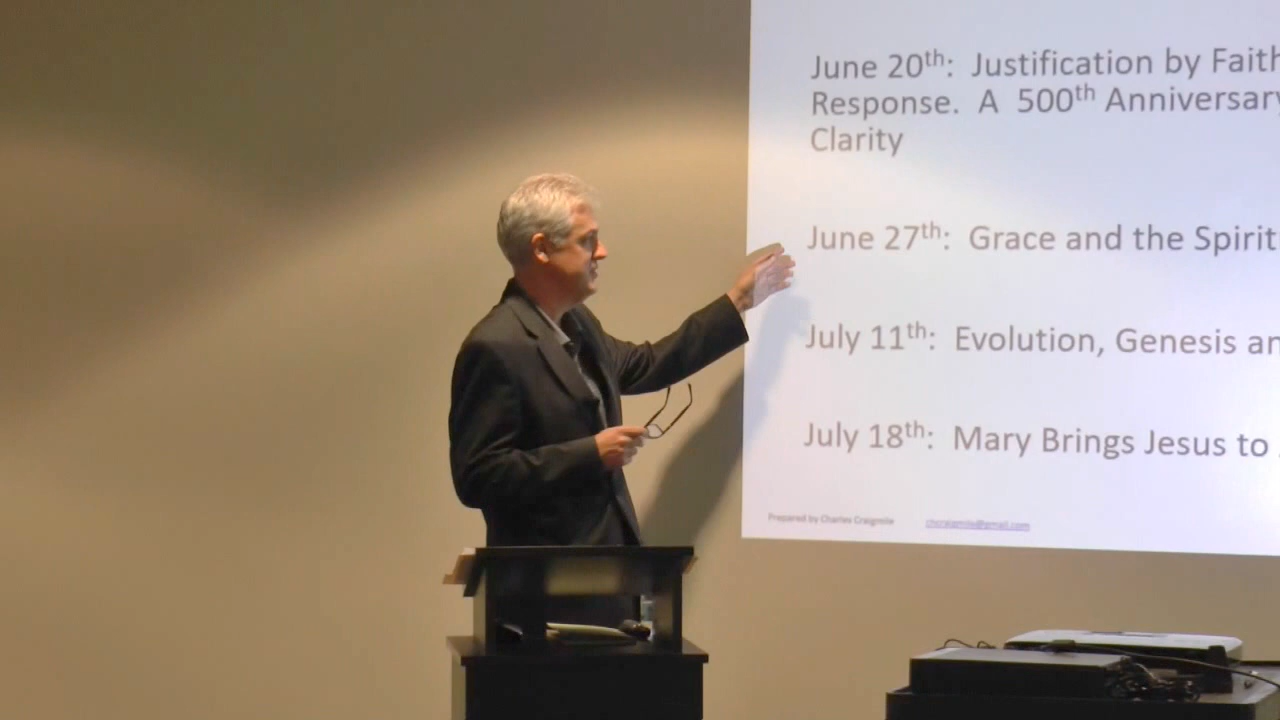 June 20th: Justification by Faith
Response. A 500th Anniversary
Clarity
June 27th: Grace and the Spirit
July 11th: Evolution, Genesis an
July 18th: Mary Brings Jesus to
Prepared by Charles Craigmile